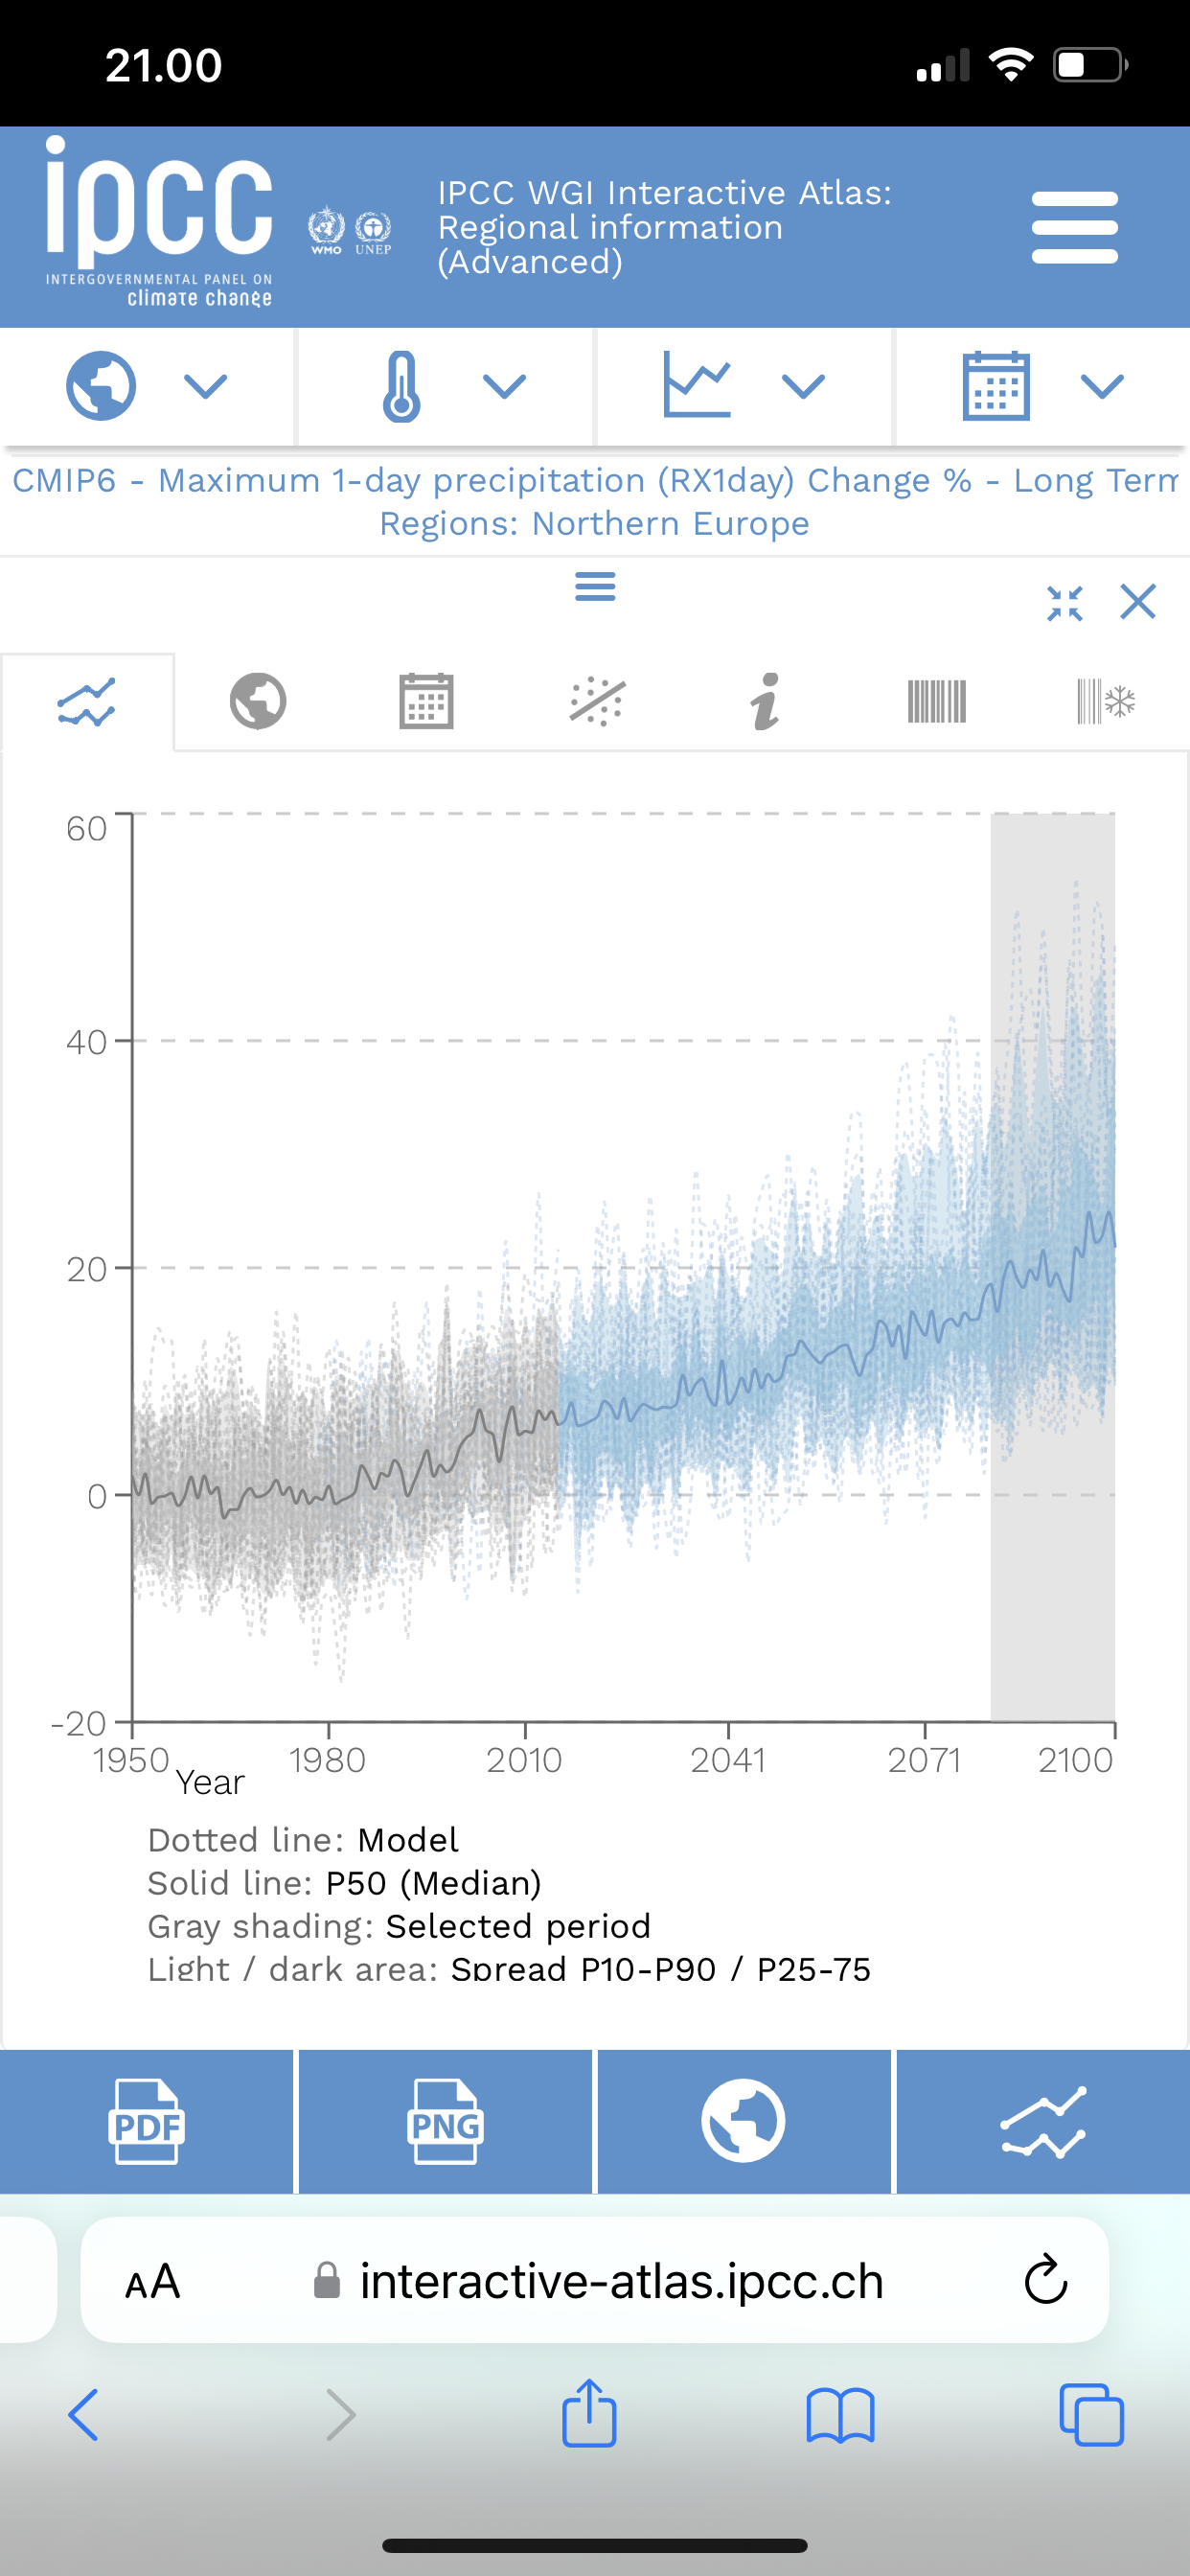 21.00
ipcc
INTERGOVERNMENTAL PANEL ON
climate change
WMO
UNEP
IPCC WGI Interactive Atlas:
Regional information
(Advanced)
CMIP6 - Maximum 1-day precipitation (RX1day) Change % - Long Term
Regions: Northern Europe
60
40
20
0
-20
1950
1980
2010
2041
2071
2100
Year
Dotted line: Model
Solid line: P50 (Median)
Gray shading: Selected period
Light / dark area: Spread P10-P90 / P25-75
PDF
PNG
AA
interactive-atlas.ipcc.ch